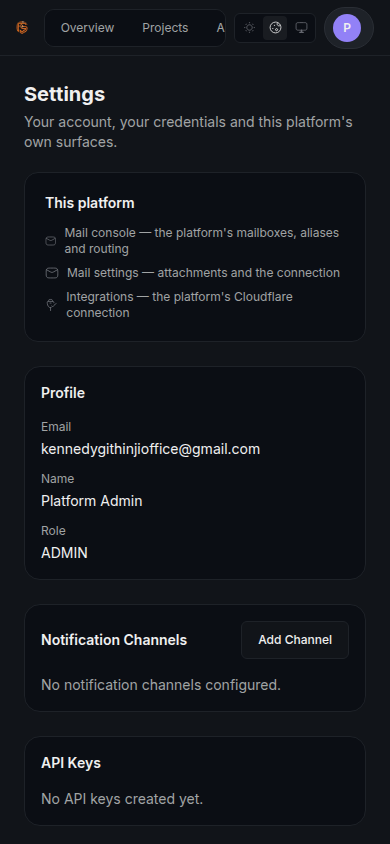 Overview Projects A
P
Settings
Your account, your credentials and this platform's
own surfaces.
This platform
Mail console — the platform's mailboxes, aliases
and routing
Mail settings — attachments and the connection
Integrations — the platform's Cloudflare
connection
Profile
Email
kennedygithinjioffice@gmail.com
Name
Platform Admin
Role
ADMIN
Notification Channels Add Channel
No notification channels configured.
API Keys
No API keys created yet.